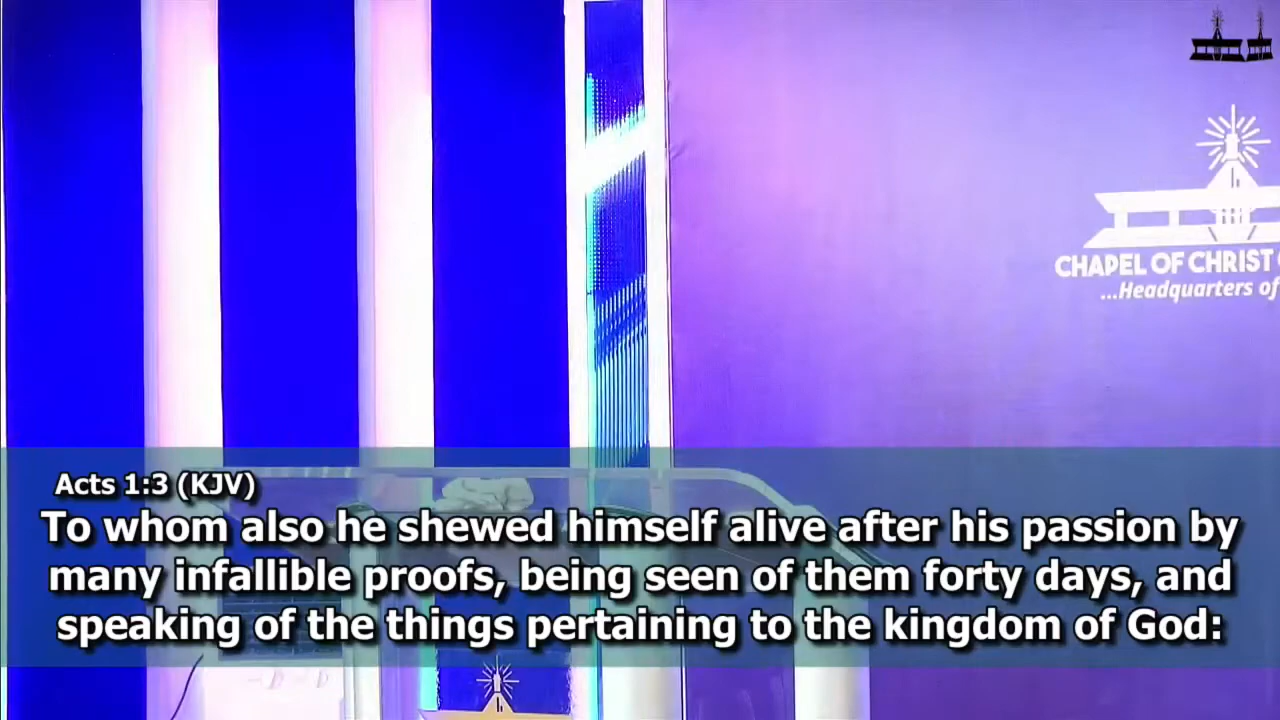 CHAPEL OF CHRIST
...Headquarters of
Acts 1:3 (KJV)
To whom also he shewed himself alive after his passion by
many infallible proofs, being seen of them forty days, and
speaking of the things pertaining to the kingdom of God: